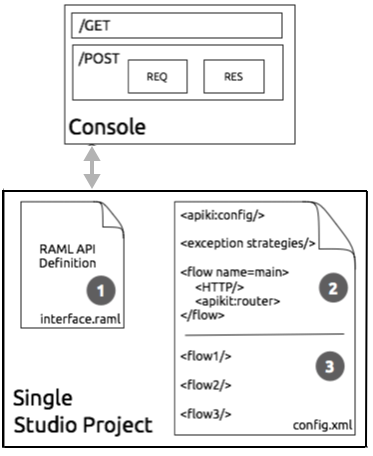 /GET
/POST
REQ
RES
Console
RAML API
Definition
1
interface.raml
<apiki:config/>
<exception strategies/>
<flow name=main>
<HTTP/>
<apikit:router>
</flow>
2
<flow1/>
<flow2/>
<flow3/>
3
config.xml
Single
Studio Project